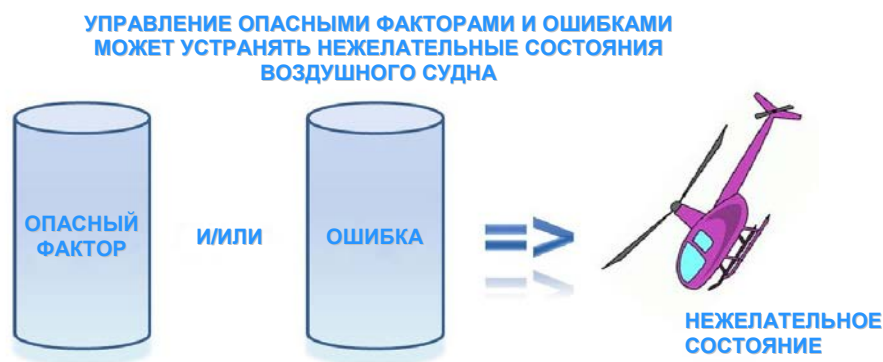 УПРАВЛЕНИЕ ОПАСНЫМИ ФАКТОРАМИ И ОШИБКАМИ
МОЖЕТ УСТРАНЯТЬ НЕЖЕЛАТЕЛЬНЫЕ СОСТОЯНИЯ
ВОЗДУШНОГО СУДНА
ОПАСНЫЙ
ФАКТОР
И/ИЛИ
ОШИБКА
=>
НЕЖЕЛАТЕЛЬНОЕ
СОСТОЯНИЕ